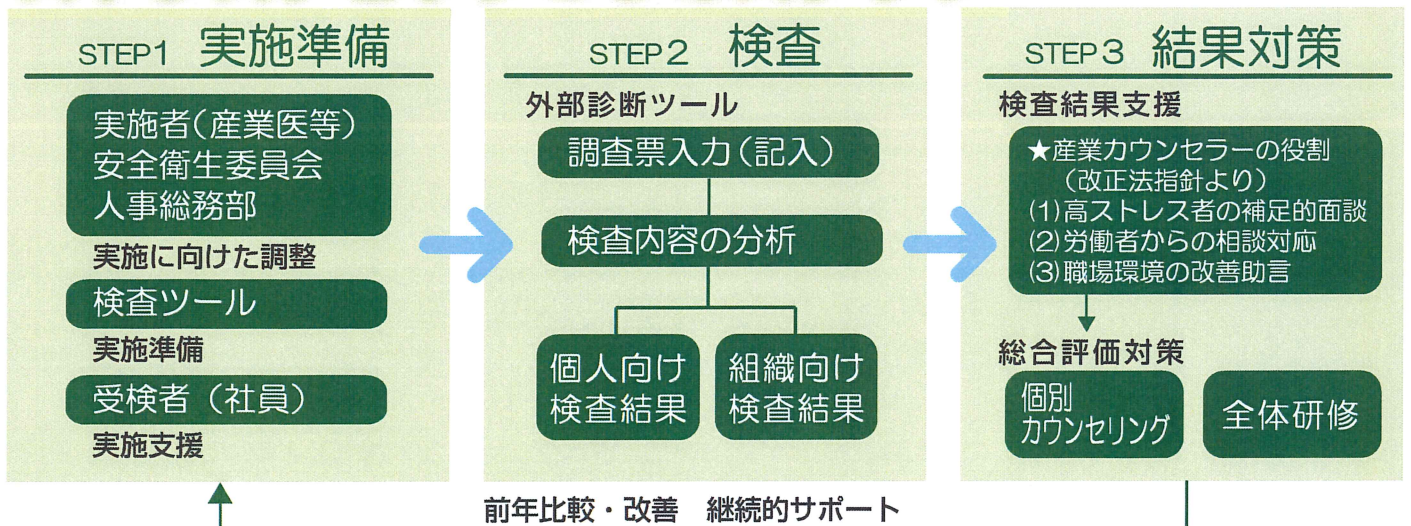 STEP1 実施準備
実施者(産業医等)
安全衛生委員会
人事総務部
実施に向けた調整
検査ツール
実施準備
受検者(社員)
実施支援
STEP2 検査
外部診断ツール
調査票入力(記入)
検査内容の分析
個人向け
検査結果
組織向け
検査結果
STEP3 結果対策
検査結果支援
★産業カウンセラーの役割
(改正法指針より)
(1)高ストレス者の補足的面談
(2)労働者からの相談対応
(3)職場環境の改善助言
総合評価対策
個別
カウンセリング
全体研修
前年比較・改善 継続的サポート